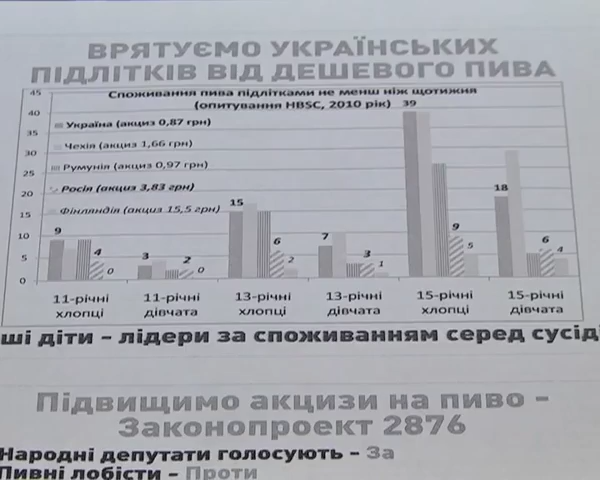 ВРЯТУЄМО УКРАЇНСЬКИХ
ПІДЛІТКІВ ВІД ДЕШЕВОГО ПИВА
Споживання пива підлітками не менш ніж щотижня
(опитування HBSC, 2010 рік)
Україна (акциз 0,87 грн)
Чехія (акциз 1,66 грн)
Румунія (акциз 0,97 грн)
Росія (акциз 3,83 грн)
Фінляндія (акциз 15,5 грн)
45
40
35
30
25
20
15
10
5
0
9 4 0
3 2 0
15 6 2
7 3 1
39 9 5
18 6 4
11-річні хлопці
11-річні дівчата
13-річні хлопці
13-річні дівчата
15-річні хлопці
15-річні дівчата
ші діти – лідери за споживанням серед сусід
Підвищимо акцизи на пиво –
Законопроект 2876
Народні депутати голосують – За
Пивні лобісти – Проти